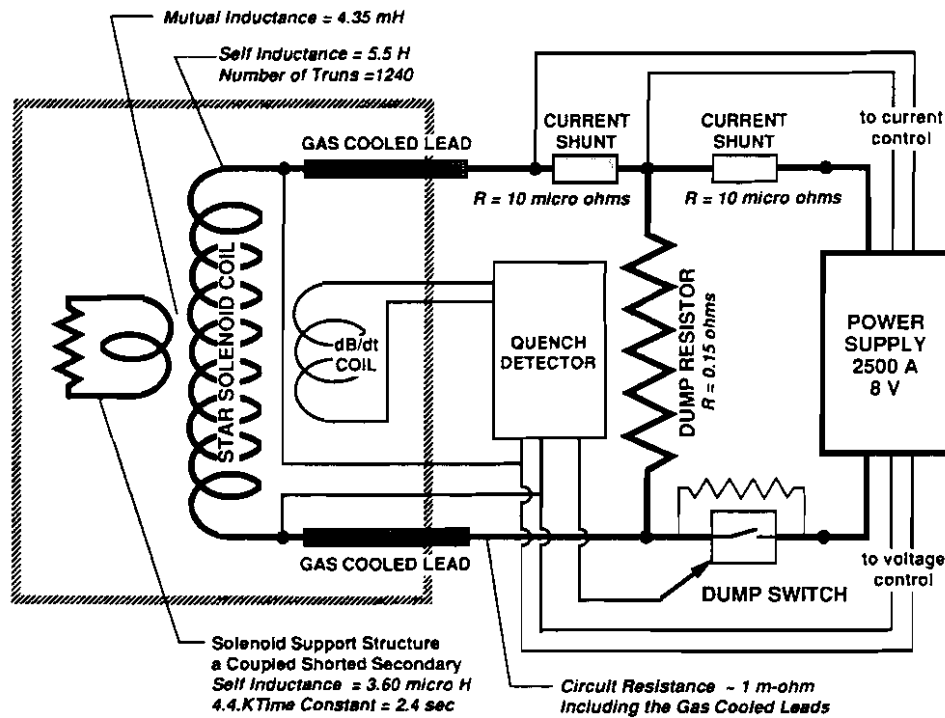 Mutual Inductance = 4.35 mH
Self Inductance = 5.5 H
Number of Truns =1240
GAS COOLED LEAD
CURRENT
SHUNT
R = 10 micro ohms
CURRENT
SHUNT
R = 10 micro ohms
to current
control
STAR SOLENOID COIL
dB/dt
COIL
QUENCH
DETECTOR
DUMP RESISTOR
R = 0.15 ohms
POWER
SUPPLY
2500 A
8 V
GAS COOLED LEAD
DUMP SWITCH
to voltage
control
Solenoid Support Structure
a Coupled Shorted Secondary
Self Inductance = 3.60 micro H
4.4.KTime Constant = 2.4 sec
Circuit Resistance ~ 1 m-ohm
Including the Gas Cooled Leads